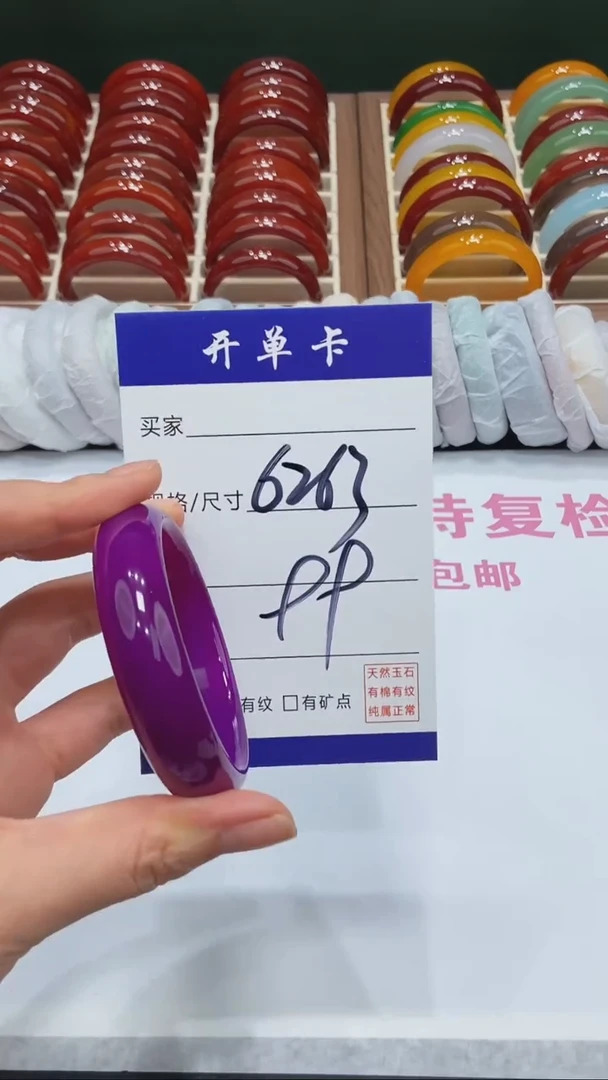 开单卡
买家
规格/尺寸 6263
PP
有纹 □有矿点
天然玉石
有棉有纹
纯属正常
持复检
包邮